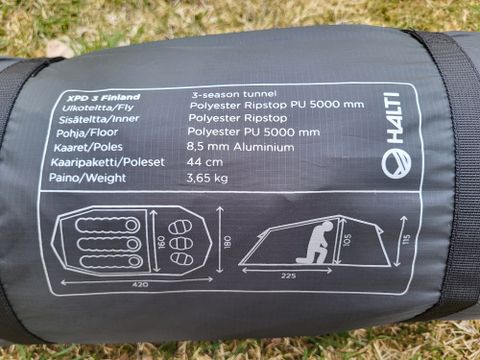 XPD 3 Finland 3-season tunnel
Ulkoteltta/Fly Polyester Ripstop PU 5000 mm
Sisäteltta/Inner Polyester Ripstop
Pohja/Floor Polyester PU 5000 mm
Kaaret/Poles 8,5 mm Aluminium
Kaaripaketti/Poleset 44 cm
Paino/Weight 3,65 kg
HALTI
160
180
420
105
115
225